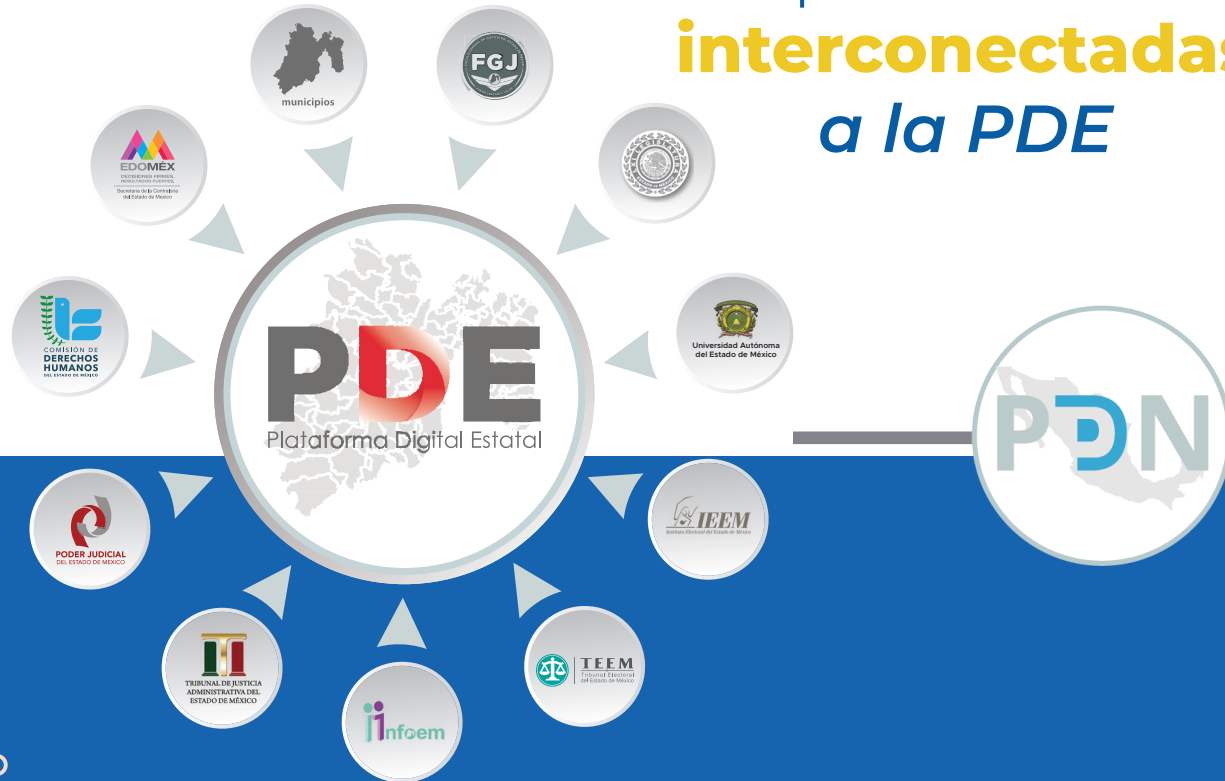 interconectadas
a la PDE
municipios
FGJ
EDOMÉX
DECISIONES FIRMES,
RESULTADOS FUERTES.
Secretaría de la Contraloría
del Estado de México
COMISIÓN DE
DERECHOS
HUMANOS
DEL ESTADO DE MÉXICO
Universidad Autónoma
del Estado de México
PDE
Plataforma Digital Estatal
PDN
PODER JUDICIAL
DEL ESTADO DE MÉXICO
IEEM
Instituto Electoral del Estado de México
TRIBUNAL DE JUSTICIA
ADMINISTRATIVA DEL
ESTADO DE MÉXICO
TEEM
Tribunal Electoral
del Estado de México
infoem